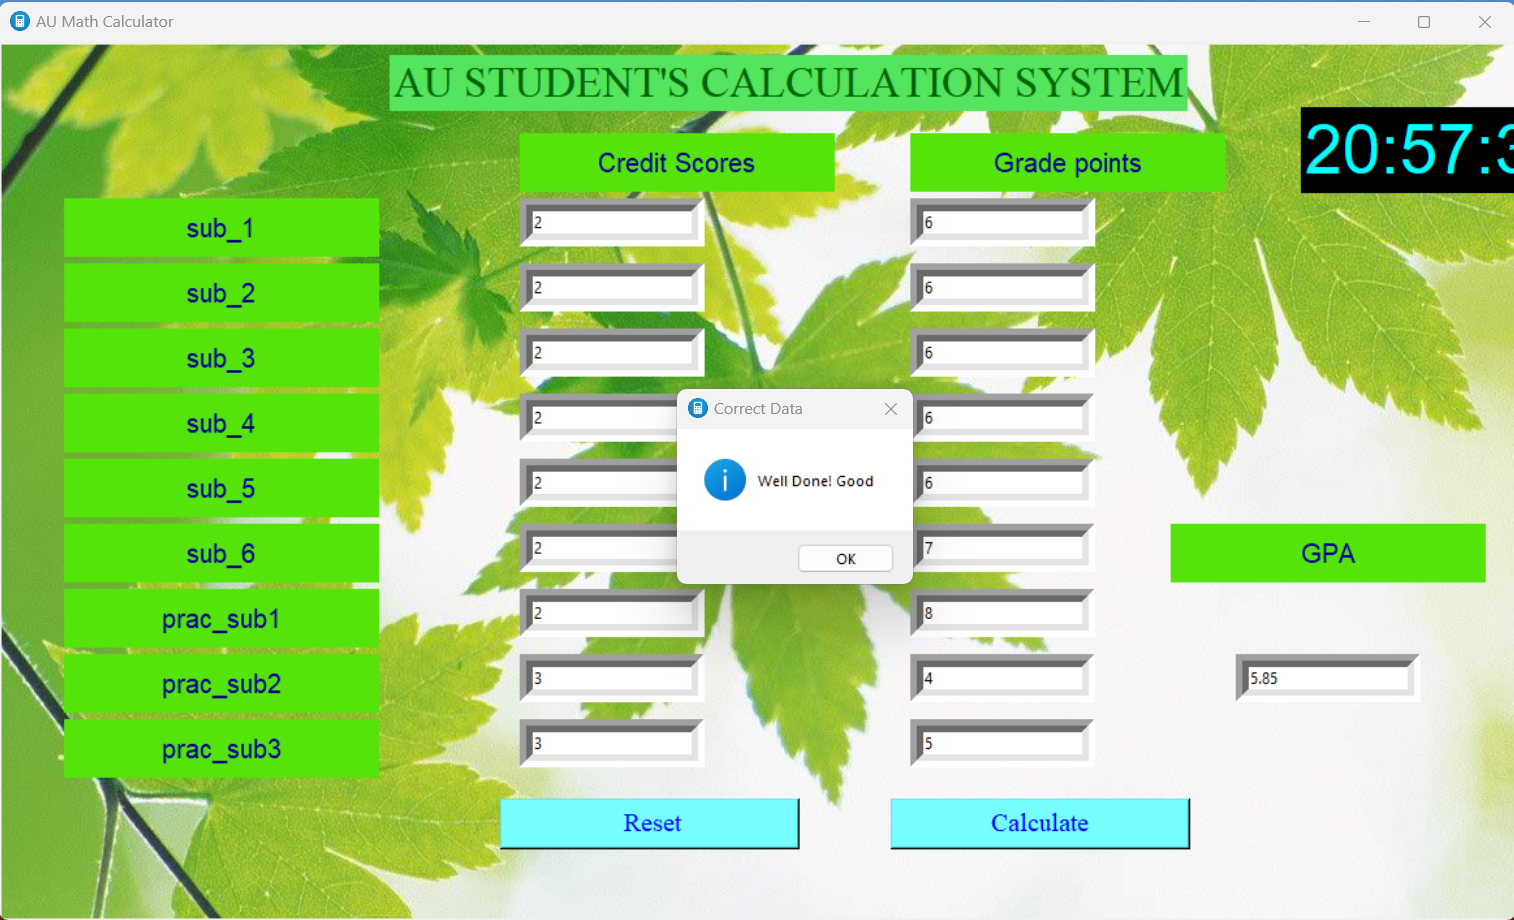 AU Math Calculator
AU STUDENT'S CALCULATION SYSTEM
20:57:3
Credit Scores Grade points
sub_1 2 6
sub_2 2 6
sub_3 2 6
sub_4 2 6
sub_5 2 6
sub_6 2 7 GPA
prac_sub1 2 8
prac_sub2 3 4 5.85
prac_sub3 3 5
Correct Data
Well Done! Good
OK
Reset Calculate